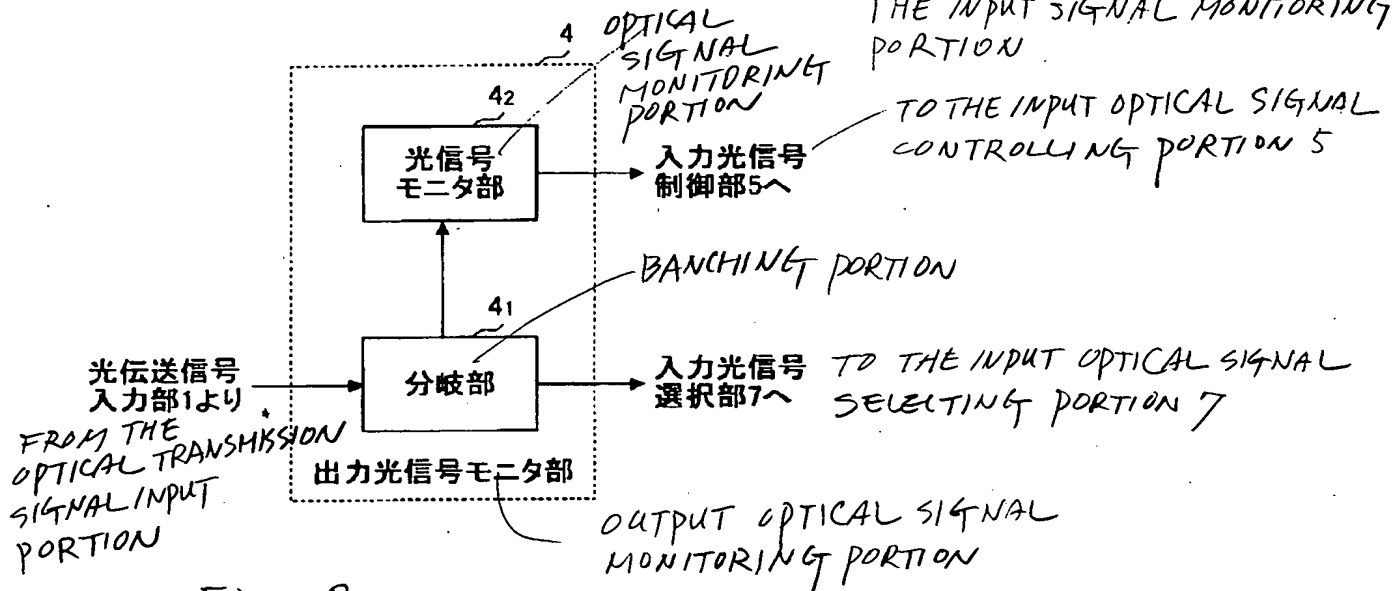 THE INPUT SIGNAL MONITORING
PORTION
4
OPTICAL
SIGNAL
MONITORING
PORTION
42
光信号
モニタ部
入力光信号
制御部5へ
TO THE INPUT OPTICAL SIGNAL
CONTROLLING PORTION 5
BANCHING PORTION
41
分岐部
光伝送信号
入力部1より
入力光信号
選択部7へ
TO THE INPUT OPTICAL SIGNAL
SELECTING PORTION 7
FROM THE
OPTICAL TRANSMISSION
SIGNAL INPUT
PORTION
出力光信号モニタ部
OUTPUT OPTICAL SIGNAL
MONITORING PORTION